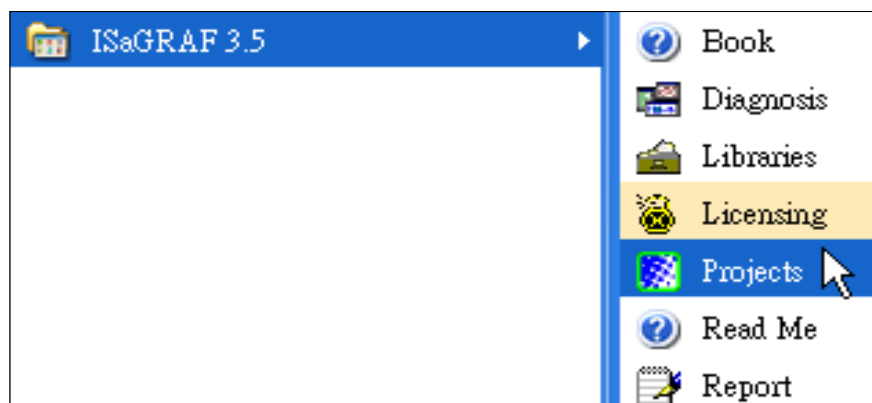 ISaGRAF 3.5
Book
Diagnosis
Libraries
Licensing
Projects
Read Me
Report